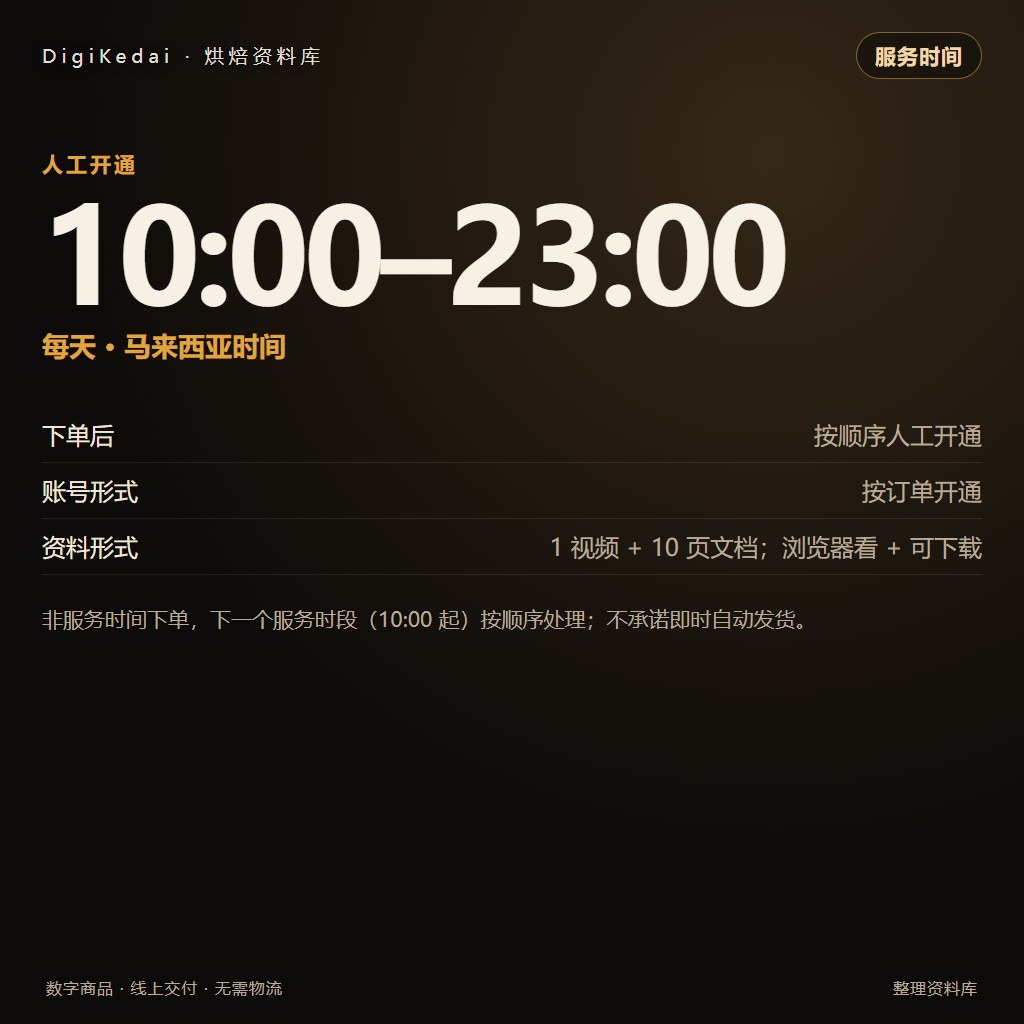 DigiKedai · 烘焙资料库
服务时间
人工开通
10:00–23:00
每天 · 马来西亚时间
下单后 按顺序人工开通
账号形式 按订单开通
资料形式 1 视频 + 10 页文档；浏览器看 + 可下载
非服务时间下单，下一个服务时段（10:00 起）按顺序处理；不承诺即时自动发货。
数字商品 · 线上交付 · 无需物流
整理资料库